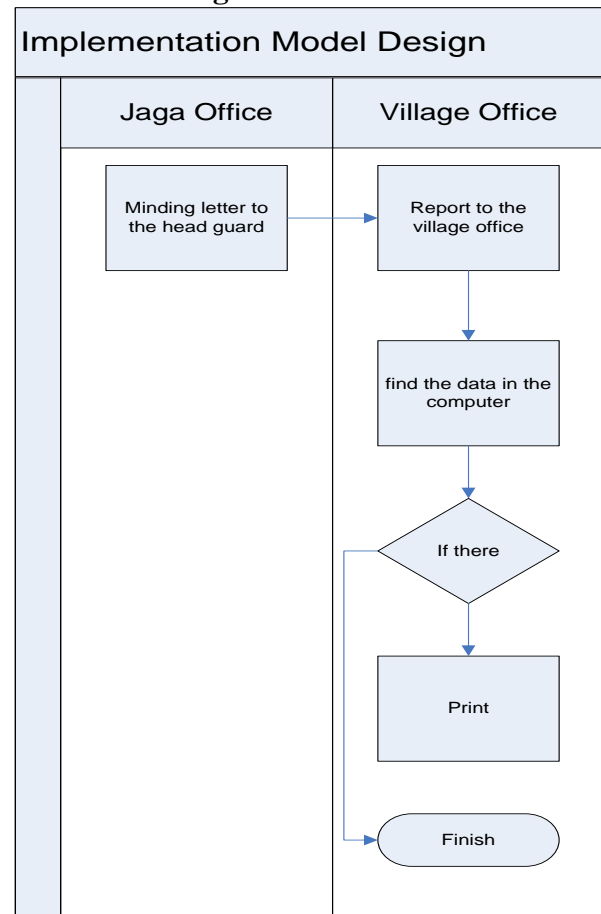 Implementation Model Design
Jaga Office
Village Office
Minding letter to
the head guard
Report to the
village office
find the data in the
computer
If there
Print
Finish